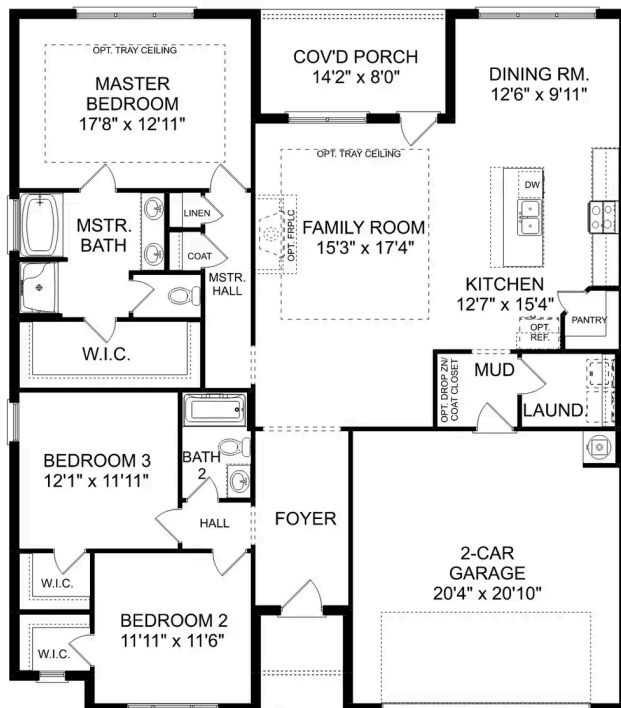 OPT. TRAY CEILING
MASTER
BEDROOM
17'8" x 12'11"
COV'D PORCH
14'2" x 8'0"
DINING RM.
12'6" x 9'11"
OPT. TRAY CEILING
DW
LINEN
MSTR.
BATH
COAT
MSTR.
HALL
OPT. FRPLC
FAMILY ROOM
15'3" x 17'4"
KITCHEN
12'7" x 15'4"
PANTRY
OPT.
REF.
W.I.C.
OPT. DROP ZN/
COAT CLOSET
MUD
LAUND.
BEDROOM 3
12'1" x 11'11"
BATH
2
HALL
FOYER
2-CAR
GARAGE
20'4" x 20'10"
W.I.C.
BEDROOM 2
11'11" x 11'6"
W.I.C.